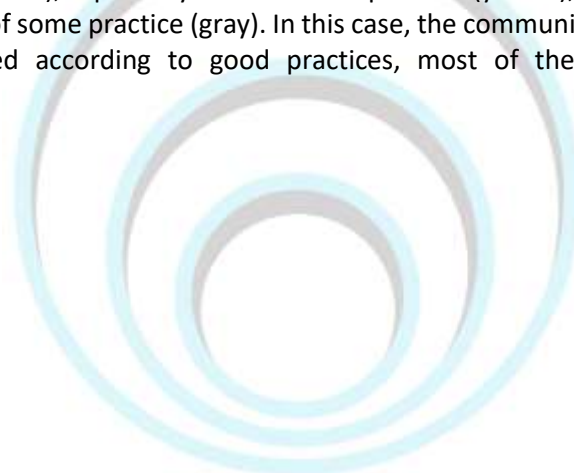 of some practice (gray). In this case, the communi
ed according to good practices, most of the